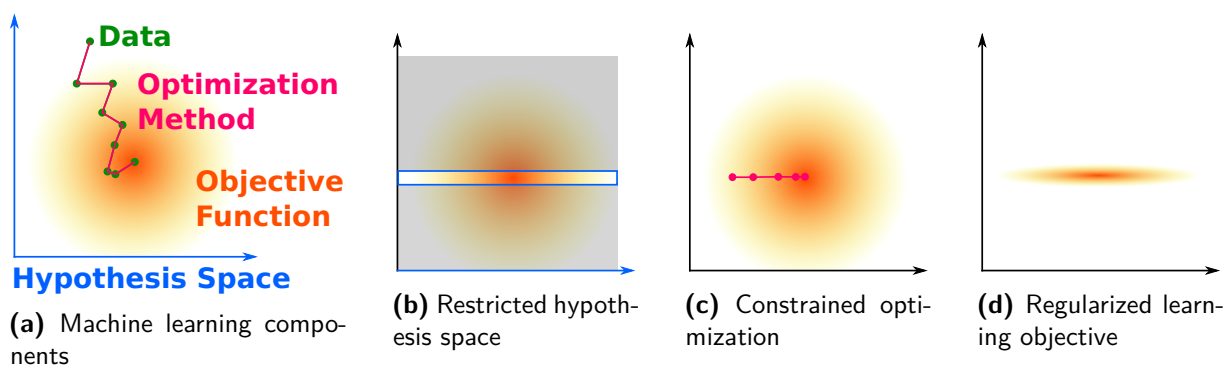 Data
Optimization
Method
Objective
Function
Hypothesis Space
(a) Machine learning compo-
nents
(b) Restricted hypoth-
esis space
(c) Constrained opti-
mization
(d) Regularized learn-
ing objective